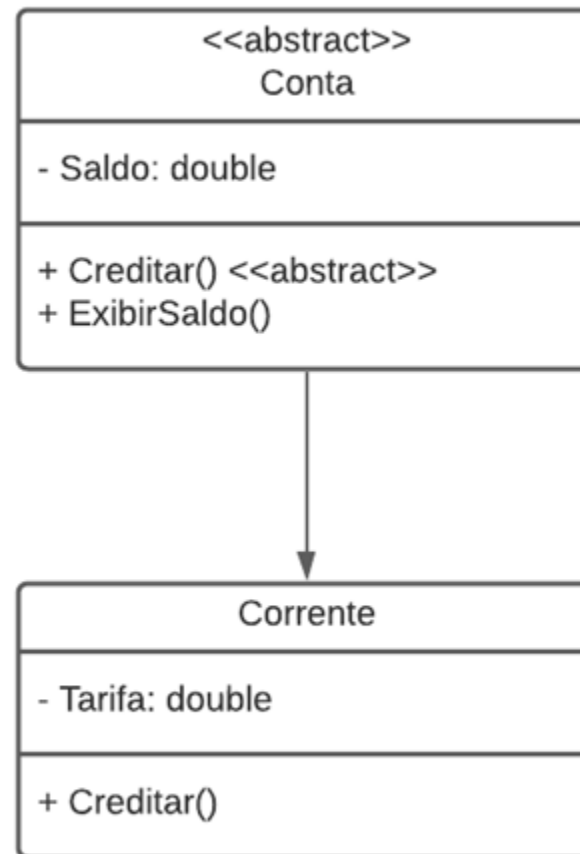 <<abstract>>
Conta
- Saldo: double
+ Creditar() <<abstract>>
+ ExibirSaldo()
Corrente
- Tarifa: double
+ Creditar()